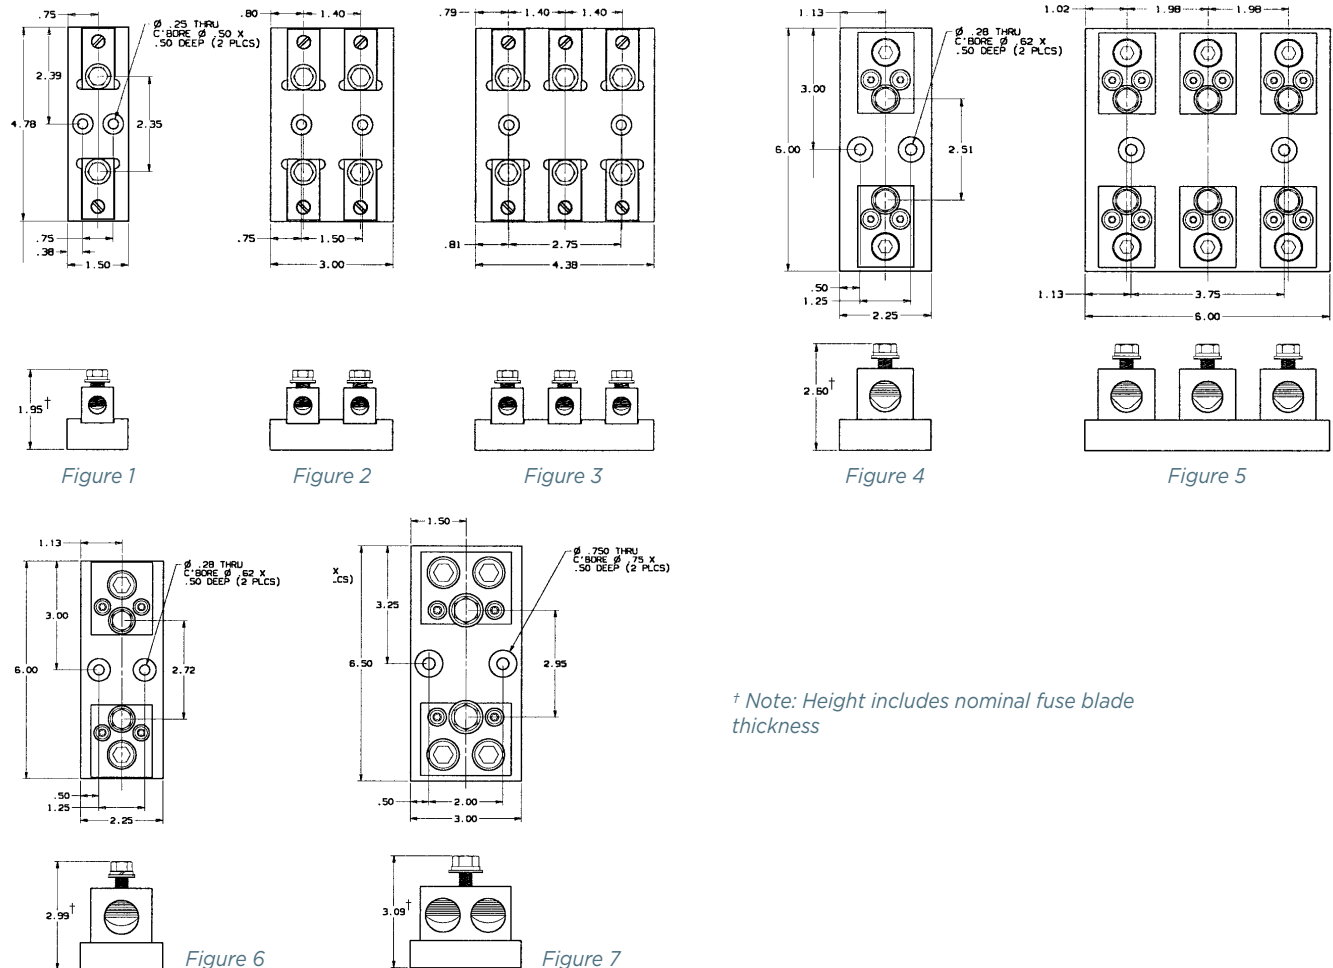 .75
Ø .25 THRU
C'BORE Ø .50 X
.50 DEEP (2 PLCS)
2.39
4.78
2.35
.75
.38
1.50
.80
1.40
.75
1.50
3.00
.79
1.40
1.40
.81
2.75
4.38
1.13
Ø .28 THRU
C'BORE Ø .62 X
.50 DEEP (2 PLCS)
3.00
6.00
2.51
.50
1.25
2.25
1.02
1.98
1.98
1.13
3.75
6.00
1.95†
2.60†
Figure 1
Figure 2
Figure 3
Figure 4
Figure 5
1.13
Ø .28 THRU
C'BORE Ø .62 X
.50 DEEP (2 PLCS)
3.00
6.00
2.72
.50
1.25
2.25
X
LCS)
1.50
Ø .750 THRU
C'BORE Ø .75 X
.50 DEEP (2 PLCS)
3.25
6.50
2.95
.50
2.00
3.00
† Note: Height includes nominal fuse blade
thickness
2.99†
Figure 6
3.09†
Figure 7